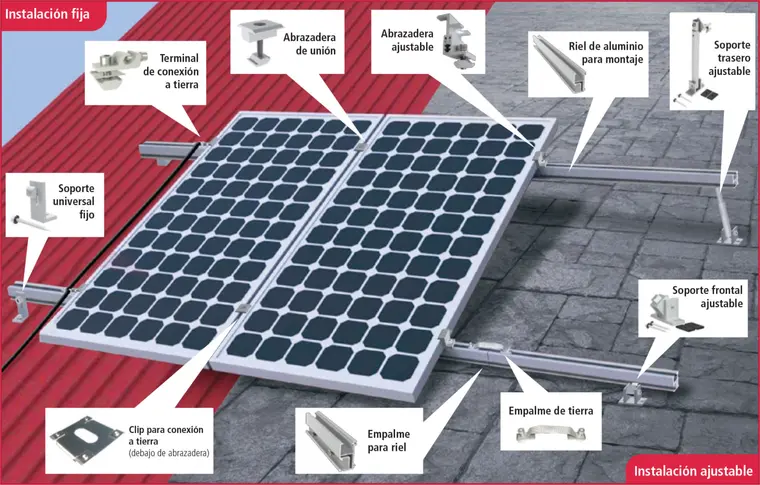 Instalación fija
Terminal
de conexión
a tierra
Abrazadera
de unión
Abrazadera
ajustable
Riel de aluminio
para montaje
Soporte
trasero
ajustable
Soporte
universal
fijo
Soporte frontal
ajustable
Clip para conexión
a tierra
(debajo de abrazadera)
Empalme
para riel
Empalme de tierra
Instalación ajustable